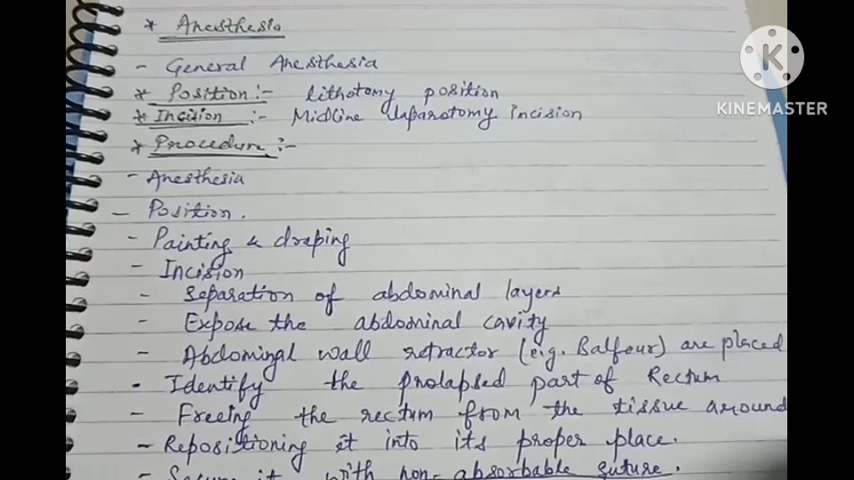 * Anesthesia
K
KINEMASTER
- General Anesthesia
* Position :- lithotomy position
* Incision :- Midline laparotomy incision
* Procedure :-
- Anesthesia
- Position.
- Painting & draping
- Incision
- Separation of abdominal layers
- Expose the abdominal cavity
- Abdominal wall retractor (e.g. Balfour) are placed
- Identify the prolapsed part of Rectum
- Freeing the rectum from the tissue around
- Repositioning it into its proper place.
- Secure it with non-absorbable suture.